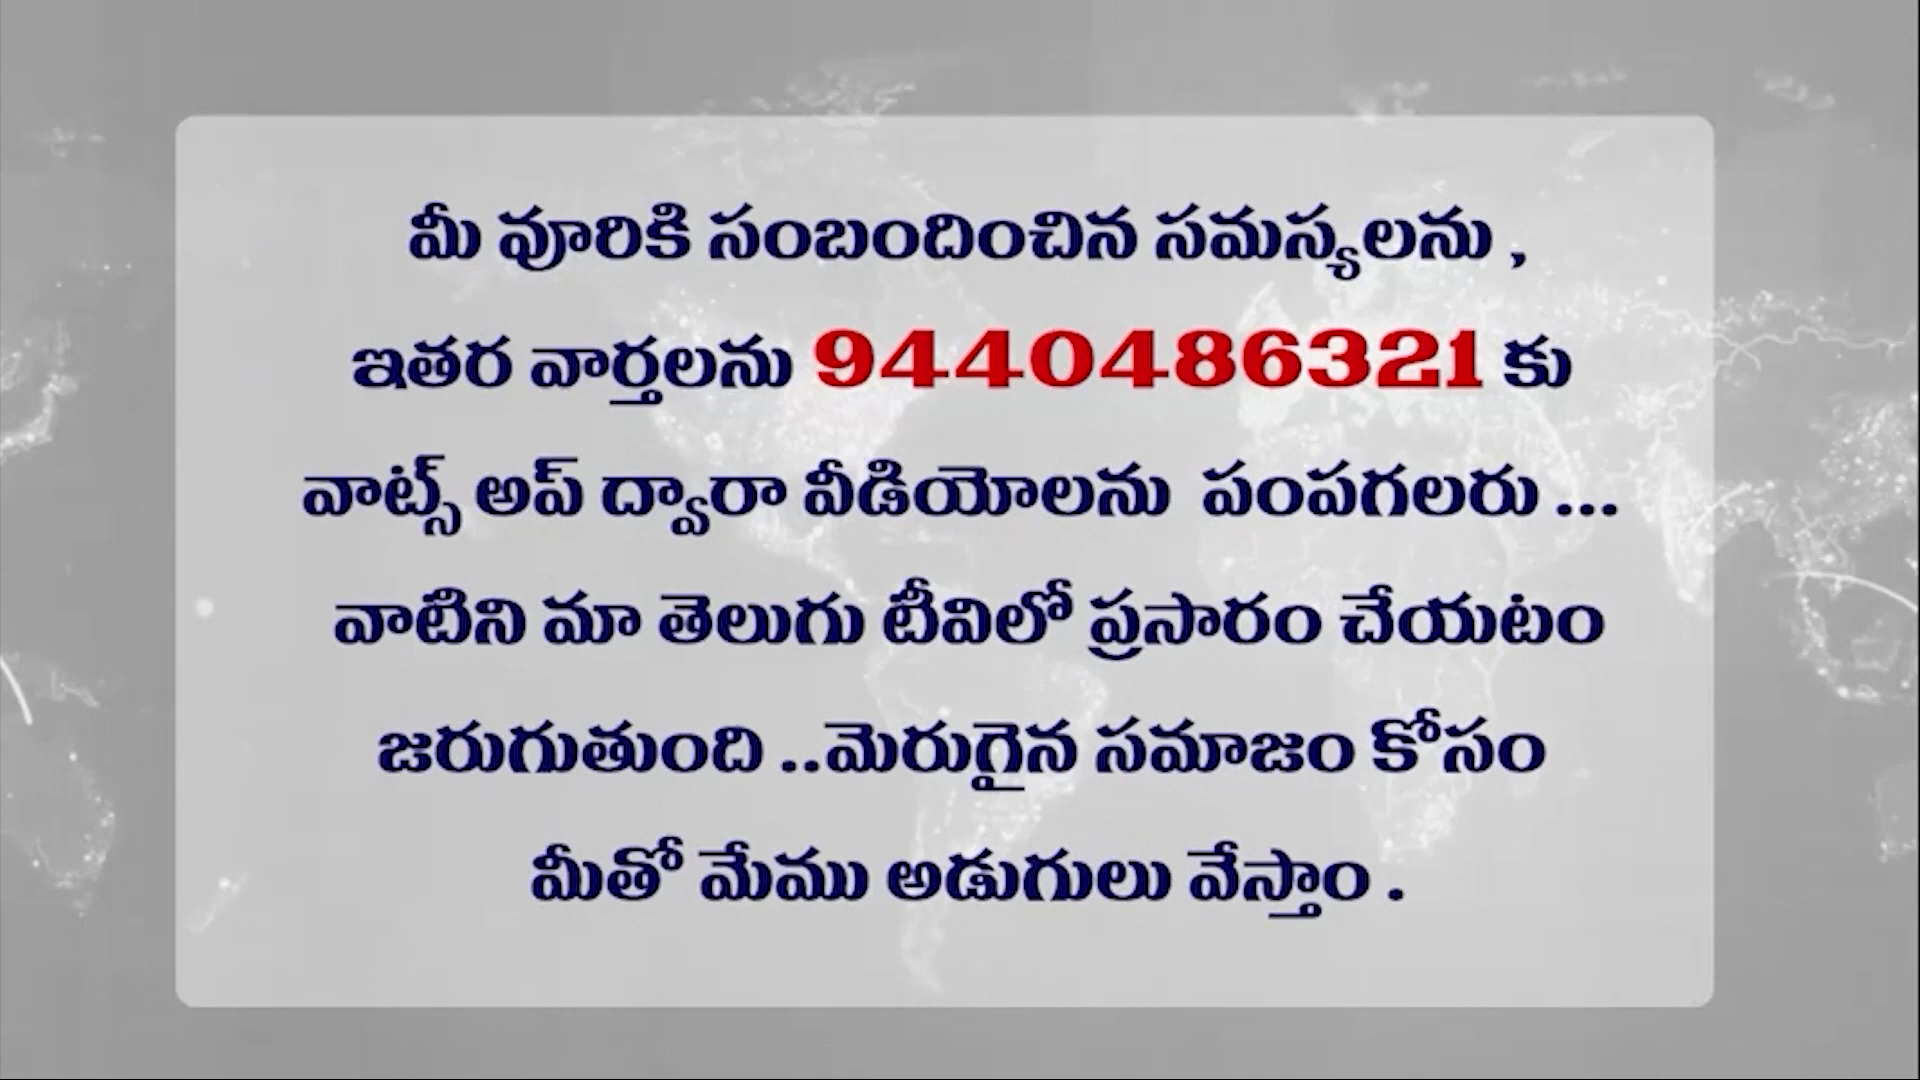 మీ వూరికి సంబందించిన సమస్యలను ,
ఇతర వార్తలను 9440486321 కు
వాట్స్ అప్ ద్వారా వీడియోలను పంపగలరు ...
వాటిని మా తెలుగు టీవిలో ప్రసారం చేయటం
జరుగుతుంది ..మెరుగైన సమాజం కోసం
మీతో మేము అడుగులు వేస్తాం .